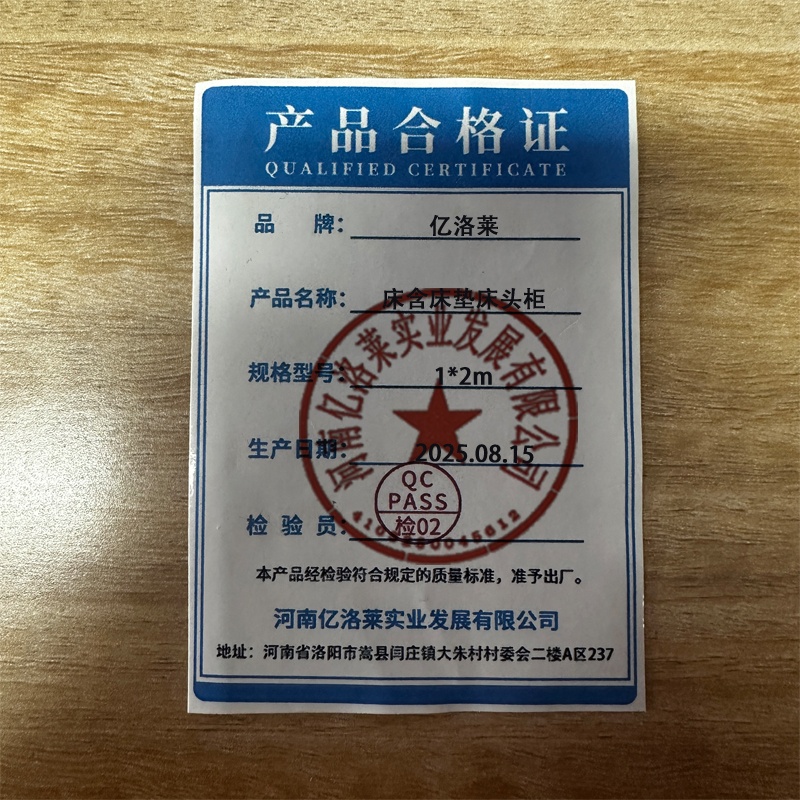 产品合格证
QUALIFIED CERTIFICATE
品 牌： 亿洛莱
产品名称： 床含床垫床头柜
规格型号： 1*2m
生产日期： 2025.08.15
检 验 员：
QC
PASS
检02
河南亿洛莱实业发展有限公司
本产品经检验符合规定的质量标准，准予出厂。
河南亿洛莱实业发展有限公司
地址：河南省洛阳市嵩县闫庄镇大朱村村委会二楼A区237